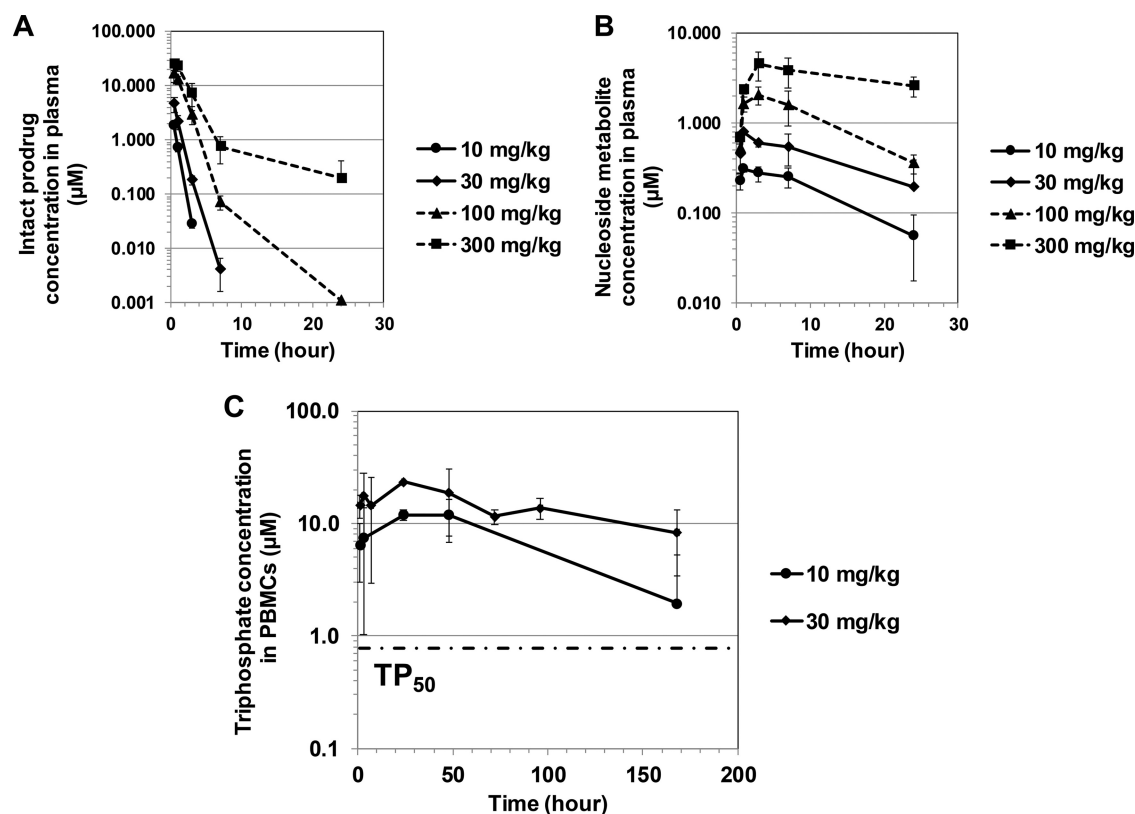 A
Intact prodrug
concentration in plasma
(µM)
100.000
10.000
1.000
0.100
0.010
0.001
0
10
20
30
Time (hour)
10 mg/kg
30 mg/kg
100 mg/kg
300 mg/kg
B
Nucleoside metabolite
concentration in plasma
(µM)
10.000
1.000
0.100
0.010
0
10
20
30
Time (hour)
10 mg/kg
30 mg/kg
100 mg/kg
300 mg/kg
C
Triphosphate concentration
in PBMCs (µM)
100.0
10.0
1.0
0.1
TP50
0
50
100
150
200
Time (hour)
10 mg/kg
30 mg/kg